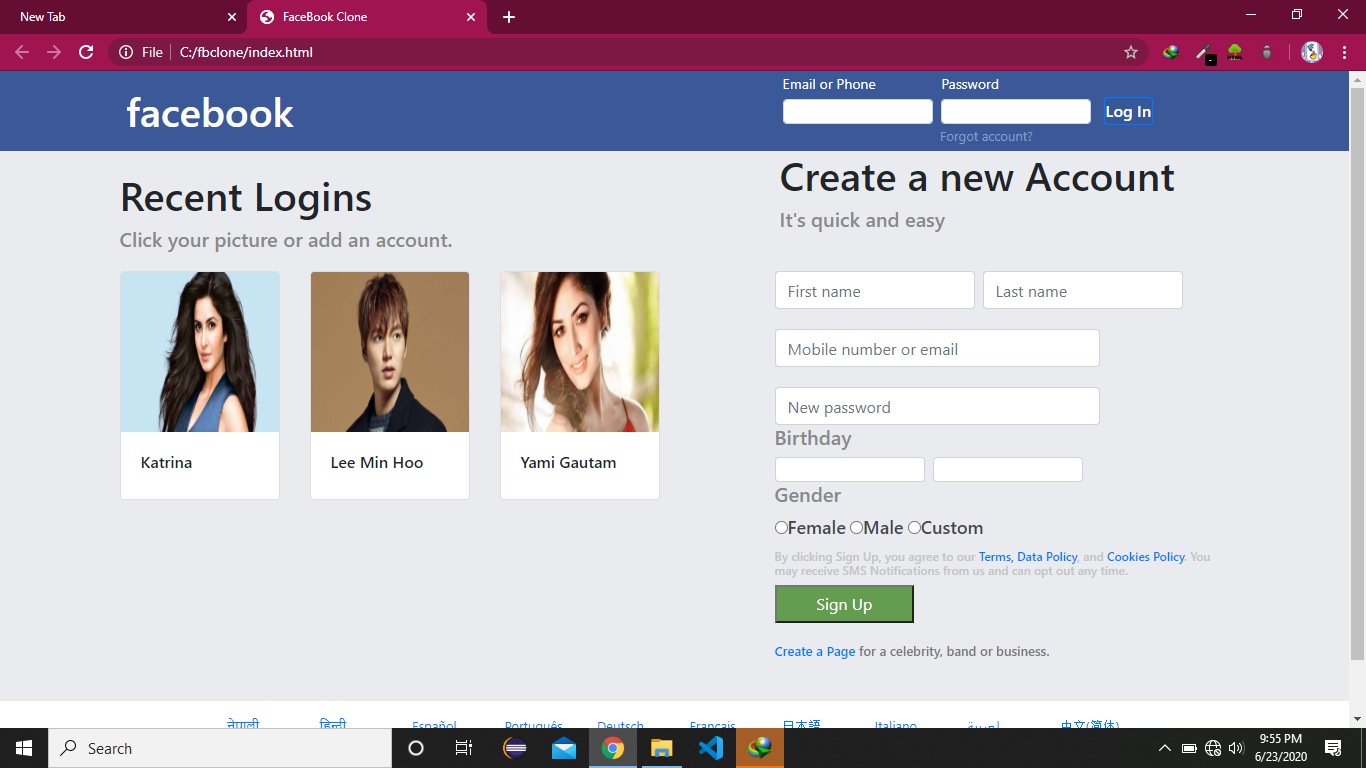 New Tab
FaceBook Clone
File
C:/fbclone/index.html
facebook
Email or Phone
Password
Log In
Forgot account?
Recent Logins
Click your picture or add an account.
Katrina
Lee Min Hoo
Yami Gautam
Create a new Account
It's quick and easy
First name
Last name
Mobile number or email
New password
Birthday
Gender
Female Male Custom
By clicking Sign Up, you agree to our Terms, Data Policy, and Cookies Policy. You
may receive SMS Notifications from us and can opt out any time.
Sign Up
Create a Page for a celebrity, band or business.
नेपाली हिन्दी Español Português Deutsch Français 日本語 Italiano 中文(简体)
Search
9:55 PM
6/23/2020
3